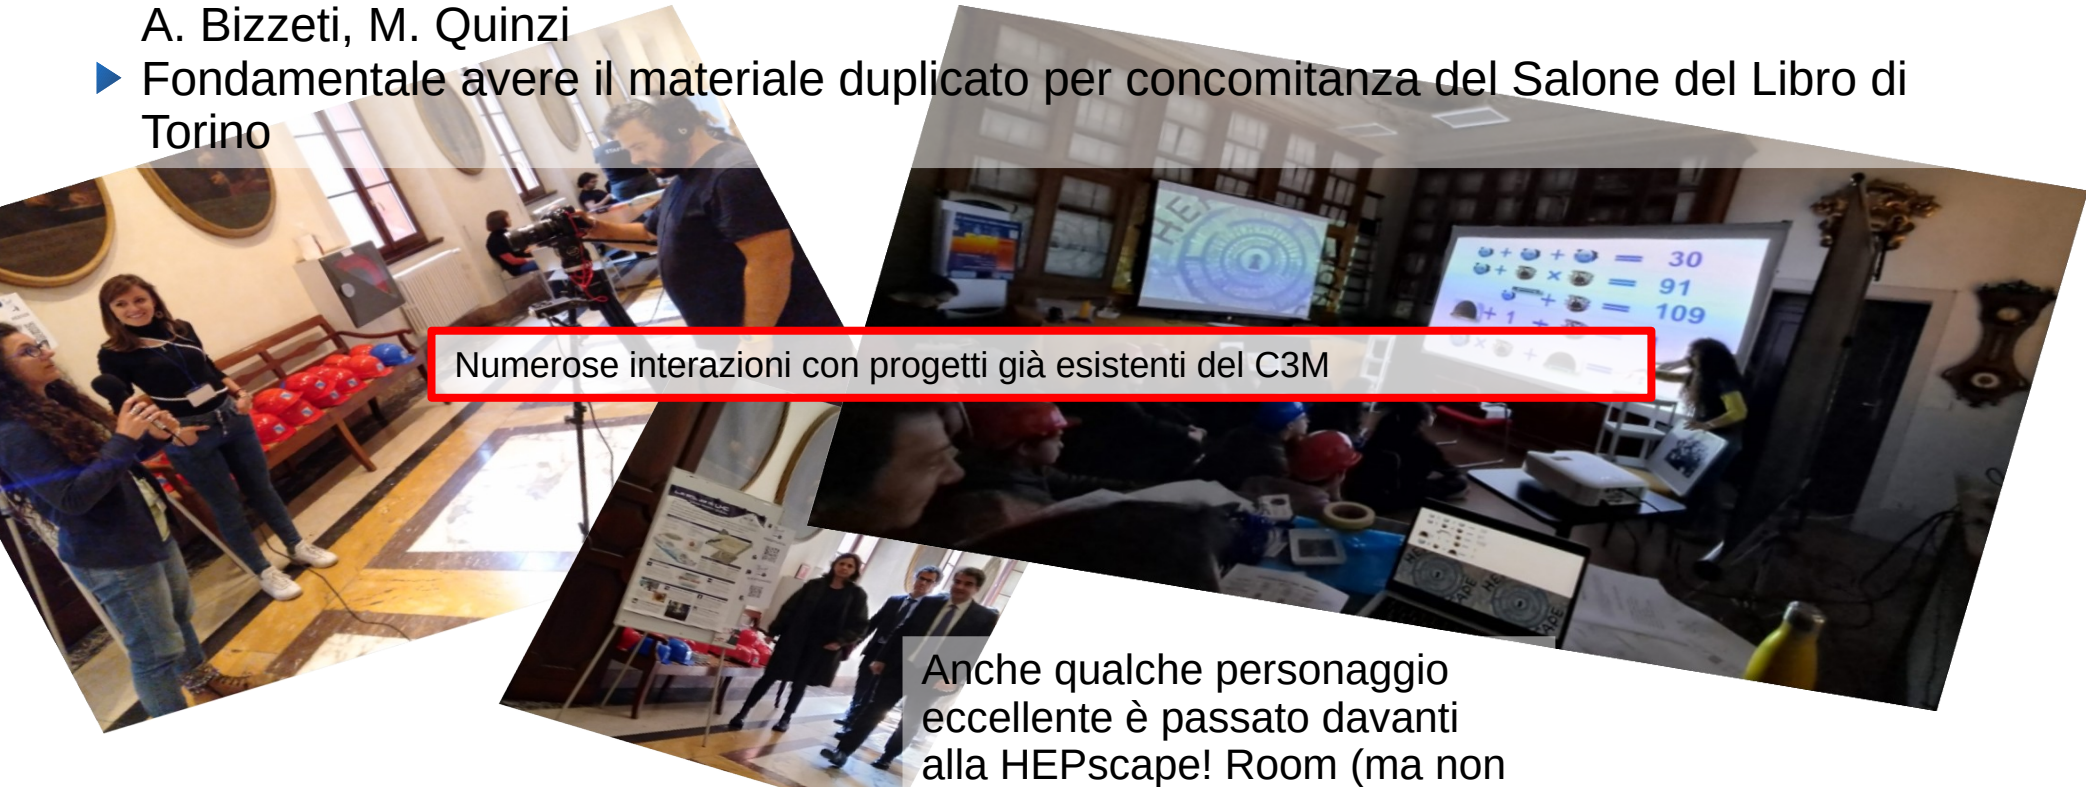 A. Bizzeti, M. Quinzi
Fondamentale avere il materiale duplicato per concomitanza del Salone del Libro di
Torino
= 30
= 91
= 109
Numerose interazioni con progetti già esistenti del C3M
Anche qualche personaggio
eccellente è passato davanti
alla HEPscape! Room (ma non